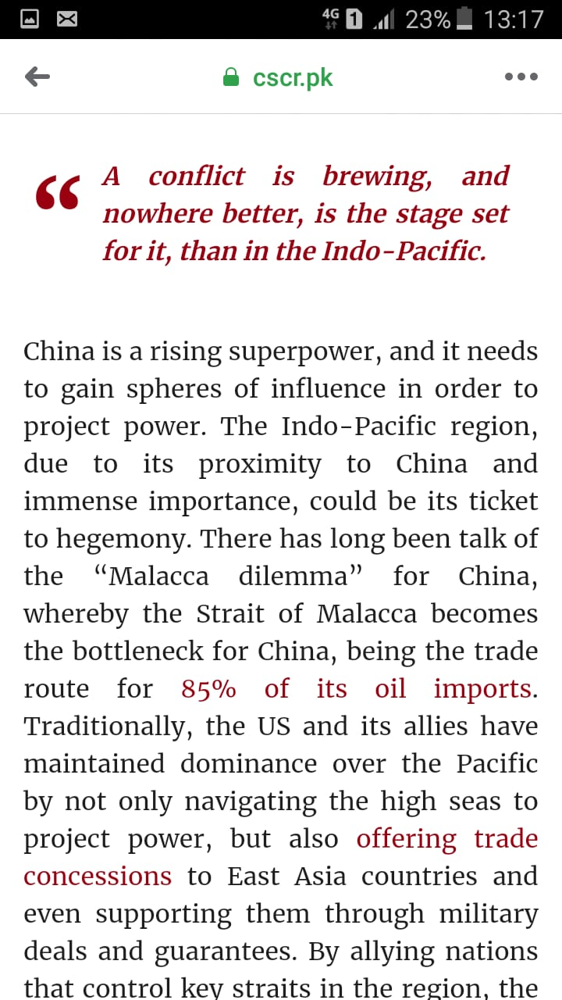 4G 1 23% 13:17
cscr.pk
“ A conflict is brewing, and
nowhere better, is the stage set
for it, than in the Indo-Pacific.
China is a rising superpower, and it needs
to gain spheres of influence in order to
project power. The Indo-Pacific region,
due to its proximity to China and
immense importance, could be its ticket
to hegemony. There has long been talk of
the “Malacca dilemma” for China,
whereby the Strait of Malacca becomes
the bottleneck for China, being the trade
route for 85% of its oil imports.
Traditionally, the US and its allies have
maintained dominance over the Pacific
by not only navigating the high seas to
project power, but also offering trade
concessions to East Asia countries and
even supporting them through military
deals and guarantees. By allying nations
that control key straits in the region, the